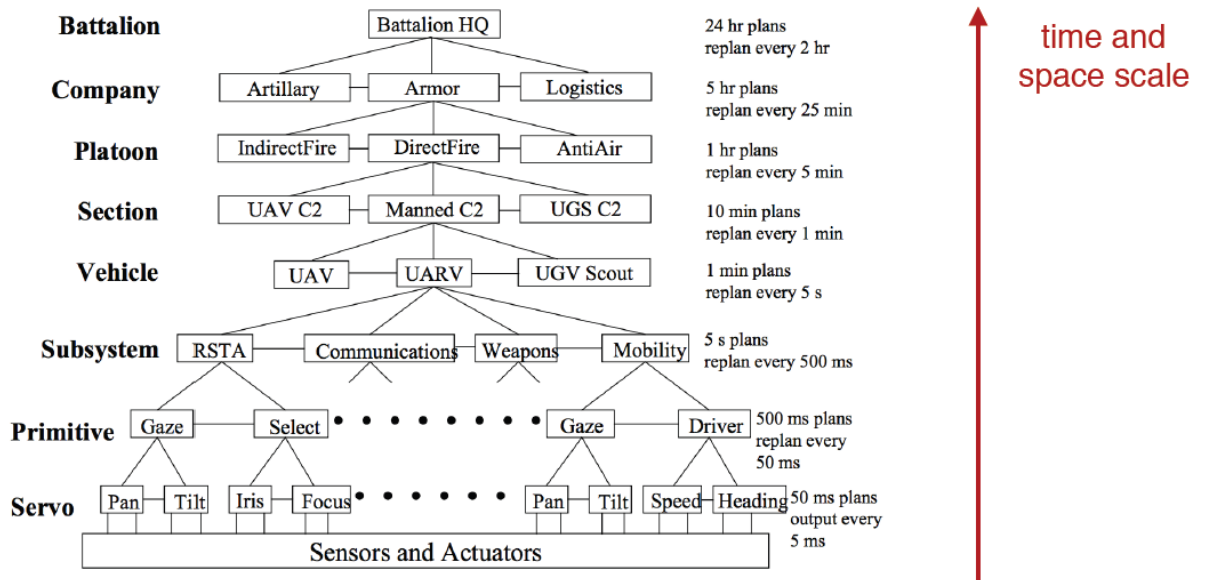 Battalion
Battalion HQ
24 hr plans
replan every 2 hr
time and
space scale
Company
Artillary
Armor
Logistics
5 hr plans
replan every 25 min
Platoon
IndirectFire
DirectFire
AntiAir
1 hr plans
replan every 5 min
Section
UAV C2
Manned C2
UGS C2
10 min plans
replan every 1 min
Vehicle
UAV
UARV
UGV Scout
1 min plans
replan every 5 s
Subsystem
RSTA
Communications
Weapons
Mobility
5 s plans
replan every 500 ms
Primitive
Gaze
Select
Gaze
Driver
500 ms plans
replan every
50 ms
Servo
Pan
Tilt
Iris
Focus
Pan
Tilt
Speed
Heading
50 ms plans
output every
5 ms
Sensors and Actuators